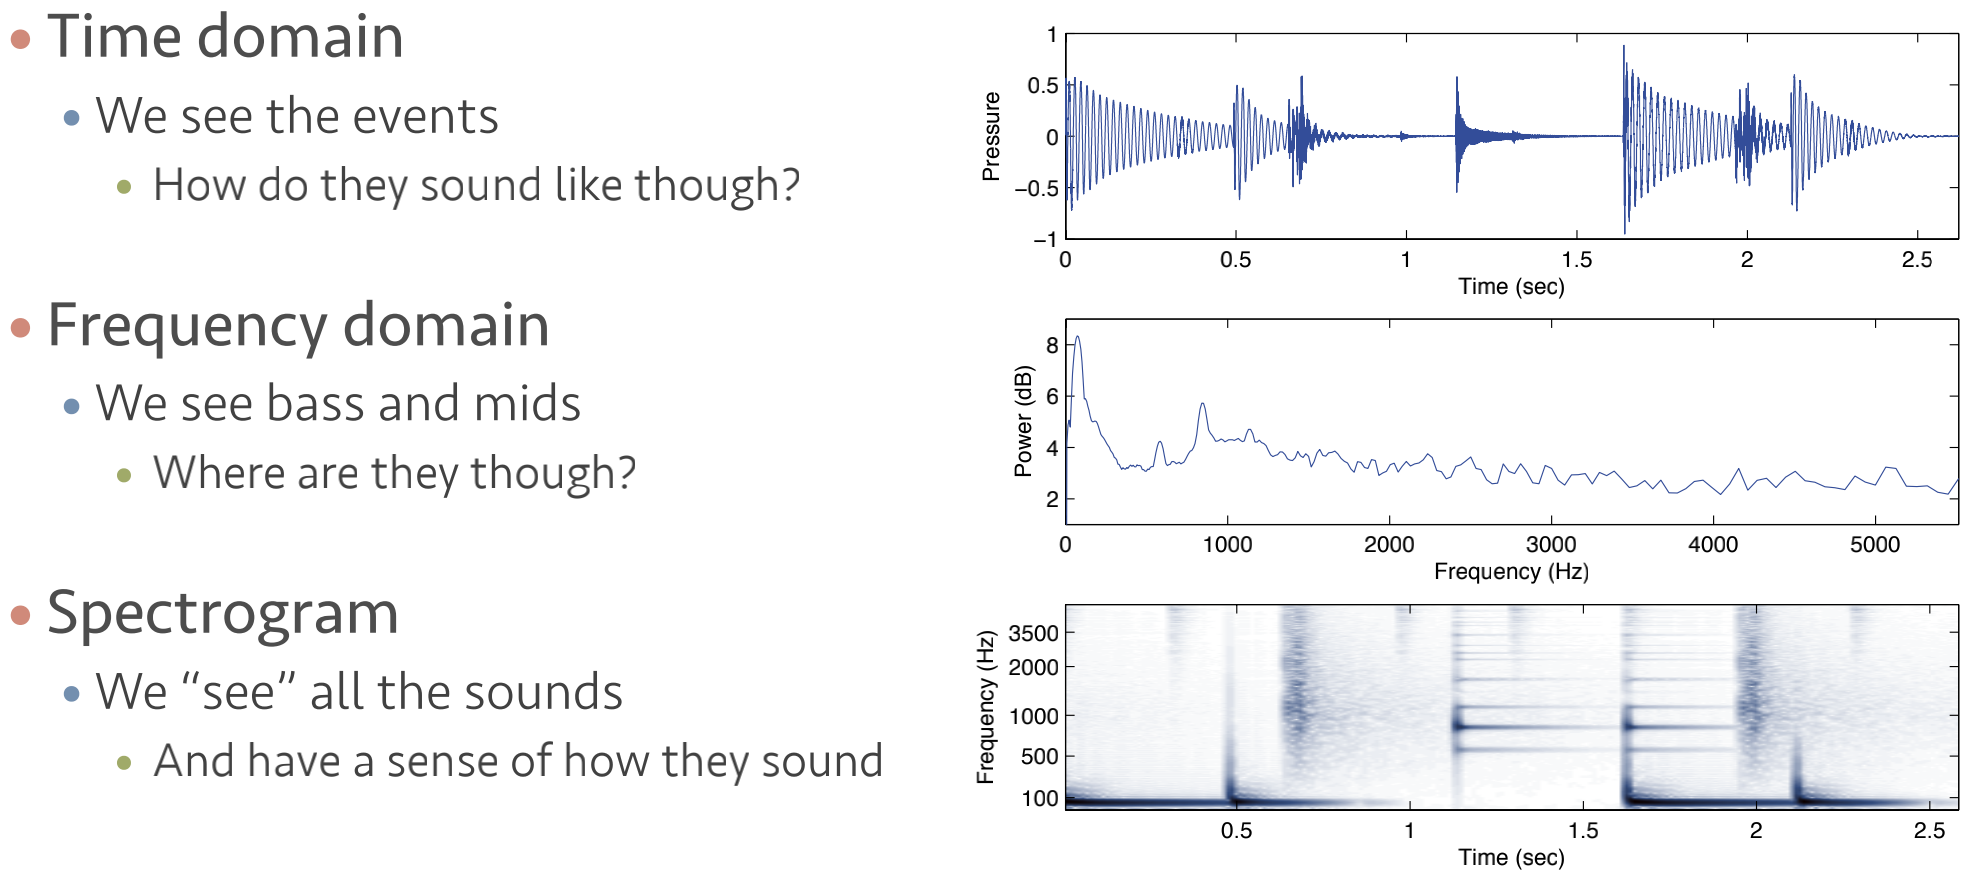 Time domain
We see the events
How do they sound like though?
Frequency domain
We see bass and mids
Where are they though?
Spectrogram
We “see” all the sounds
And have a sense of how they sound
1
0.5
0
−0.5
−1
Pressure
0 0.5 1 1.5 2 2.5
Time (sec)
8
6
4
2
Power (dB)
0 1000 2000 3000 4000 5000
Frequency (Hz)
3500
2000
1000
500
100
Frequency (Hz)
0.5 1 1.5 2 2.5
Time (sec)